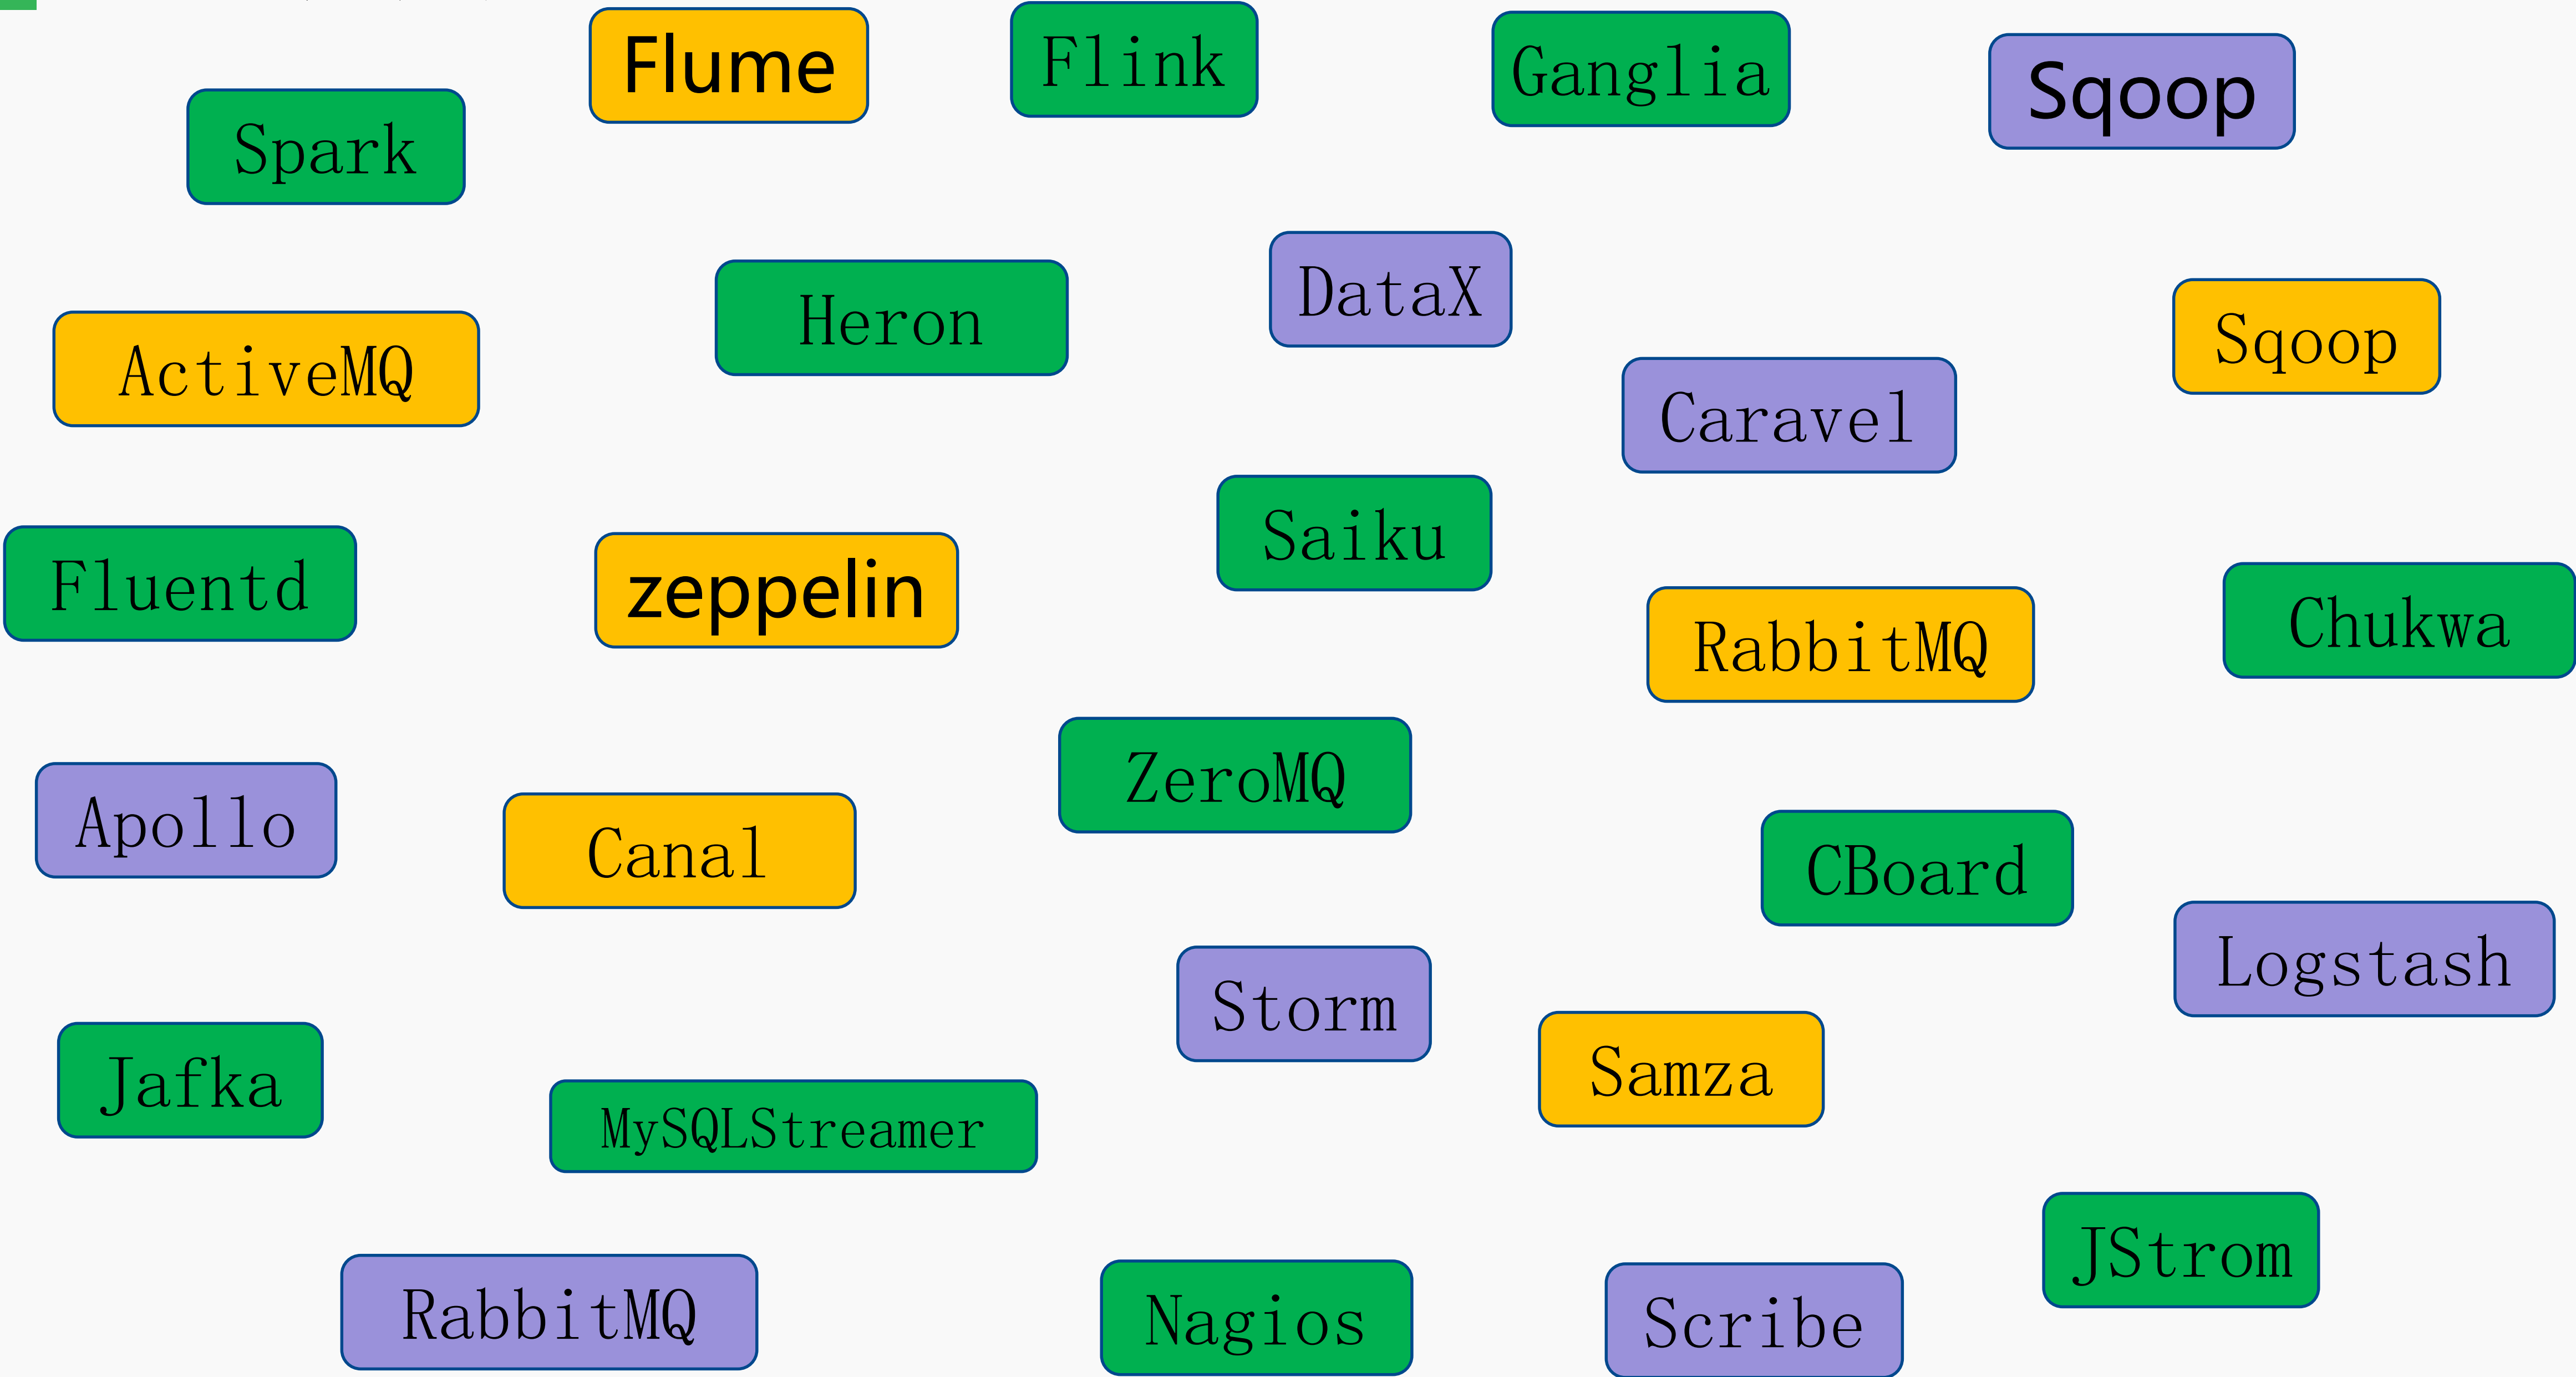 Flume
Flink
Ganglia
Sqoop
Spark
DataX
Heron
Sqoop
ActiveMQ
Caravel
Saiku
Fluentd
zeppelin
RabbitMQ
Chukwa
ZeroMQ
Apollo
Canal
CBoard
Logstash
Storm
Samza
Jafka
MySQLStreamer
JStrom
RabbitMQ
Nagios
Scribe